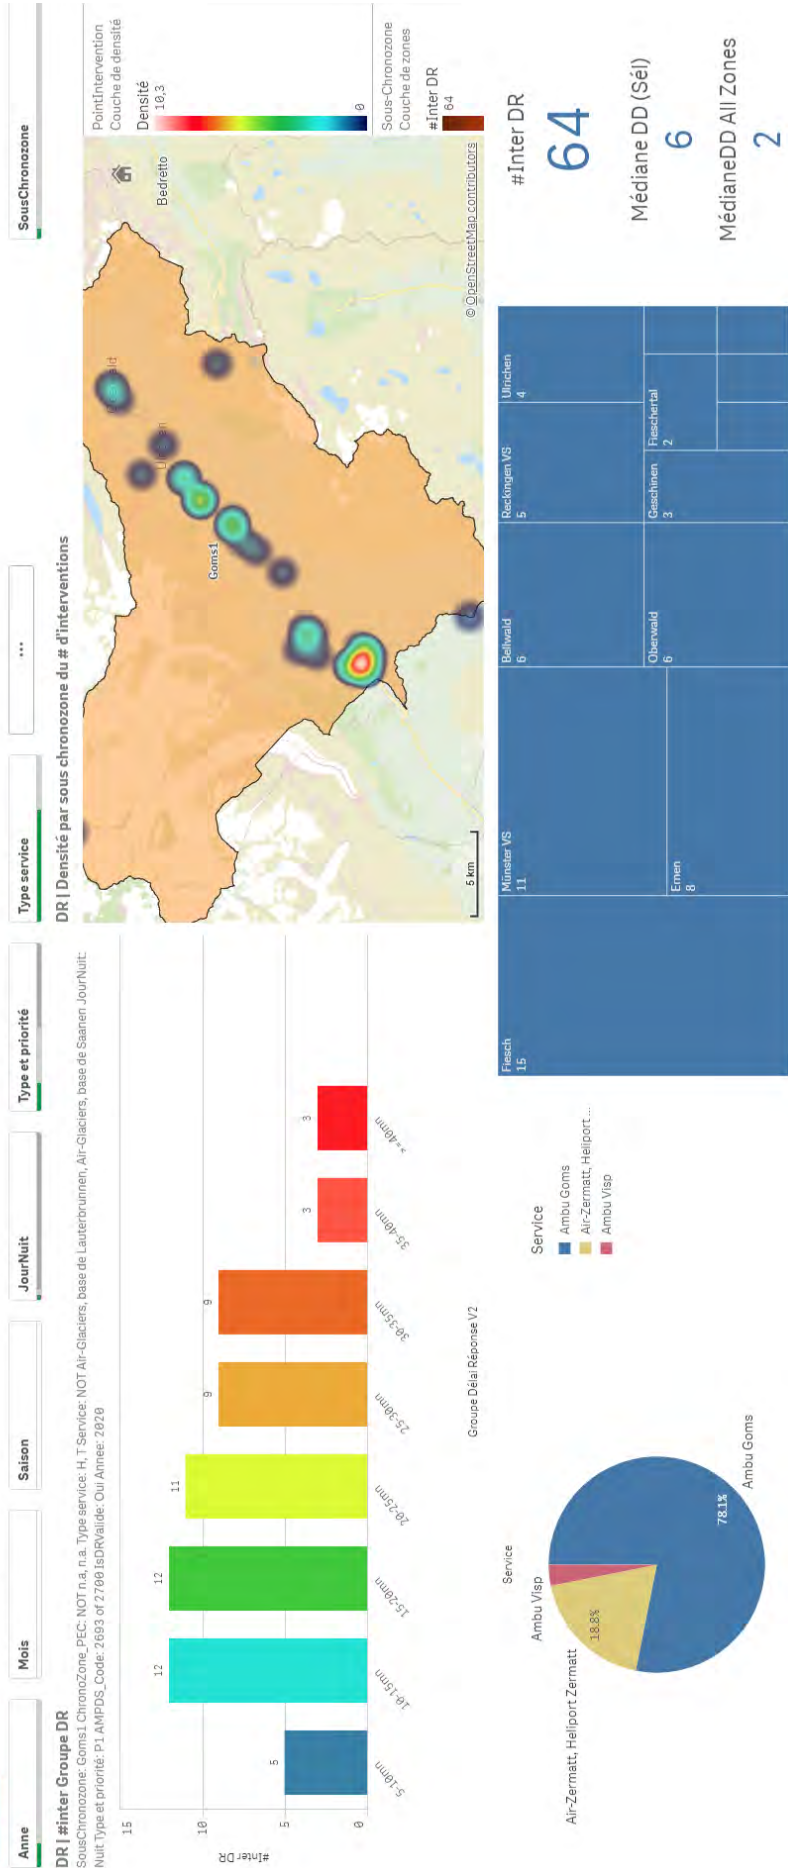 Anne
Mois
Saison
JourNuit
Type et priorité
Type service
...
SousChronozone
DR | #inter Groupe DR
SousChronozone: Goms1 ChronoZone_PEC: NOT n.a, n.a. Type service: H, T Service: NOT Air-Glaciers, base de Lauterbrunnen, Air-Glaciers, base de Saanen JourNuit:
Nuit Type et priorité: P1 AMPDS_Code: 2693 of 2700 IsDRValide: Oui Annee: 2020
#Inter DR
15
10
5
0
5
12
12
11
9
9
3
3
5-10mn
10-15mn
15-20mn
20-25mn
25-30mn
30-35mn
35-40mn
>=40mn
Groupe Délai Réponse V2
DR | Densité par sous chronozone du # d'interventions
Goms1
Bedretto
5 km
© OpenStreetMap contributors
PointIntervention
Couche de densité
Densité
10,3
0
Sous-Chronozone
Couche de zones
#Inter DR
64
Service
Ambu Visp
Air-Zermatt, Heliport Zermatt
18.8%
78.1%
Ambu Goms
Service
Ambu Goms
Air-Zermatt, Heliport ...
Ambu Visp
Fiesch
15
Münster VS
11
Ernen
8
Bellwald
6
Oberwald
6
Reckingen VS
5
Geschinen
3
Ulrichen
4
Fieschertal
2
#Inter DR
64
Médiane DD (Sél)
6
MédianeDD All Zones
2